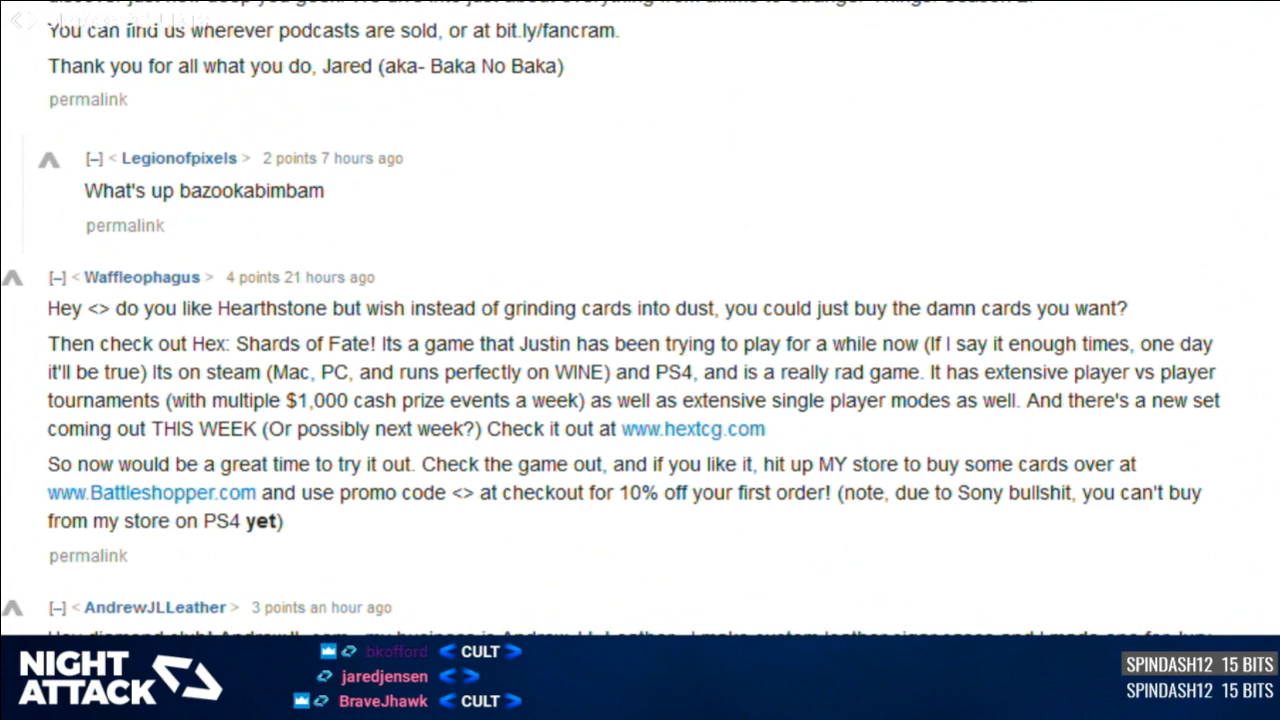 You can find us wherever podcasts are sold, or at bit.ly/fancram.
Thank you for all what you do, Jared (aka- Baka No Baka)
permalink
[–] < Legionofpixels > 2 points 7 hours ago
What's up bazookabimbam
permalink
[–] < Waffleophagus > 4 points 21 hours ago
Hey <> do you like Hearthstone but wish instead of grinding cards into dust, you could just buy the damn cards you want?
Then check out Hex: Shards of Fate! Its a game that Justin has been trying to play for a while now (If I say it enough times, one day
it'll be true) Its on steam (Mac, PC, and runs perfectly on WINE) and PS4, and is a really rad game. It has extensive player vs player
tournaments (with multiple $1,000 cash prize events a week) as well as extensive single player modes as well. And there's a new set
coming out THIS WEEK (Or possibly next week?) Check it out at www.hextcg.com
So now would be a great time to try it out. Check the game out, and if you like it, hit up MY store to buy some cards over at
www.Battleshopper.com and use promo code <> at checkout for 10% off your first order! (note, due to Sony bullshit, you can't buy
from my store on PS4 yet)
permalink
[–] < AndrewJLLeather > 3 points an hour ago
NIGHT
ATTACK
bkofford < CULT >
jaredjensen < >
BraveJhawk < CULT >
SPINDASH12 15 BITS
SPINDASH12 15 BITS